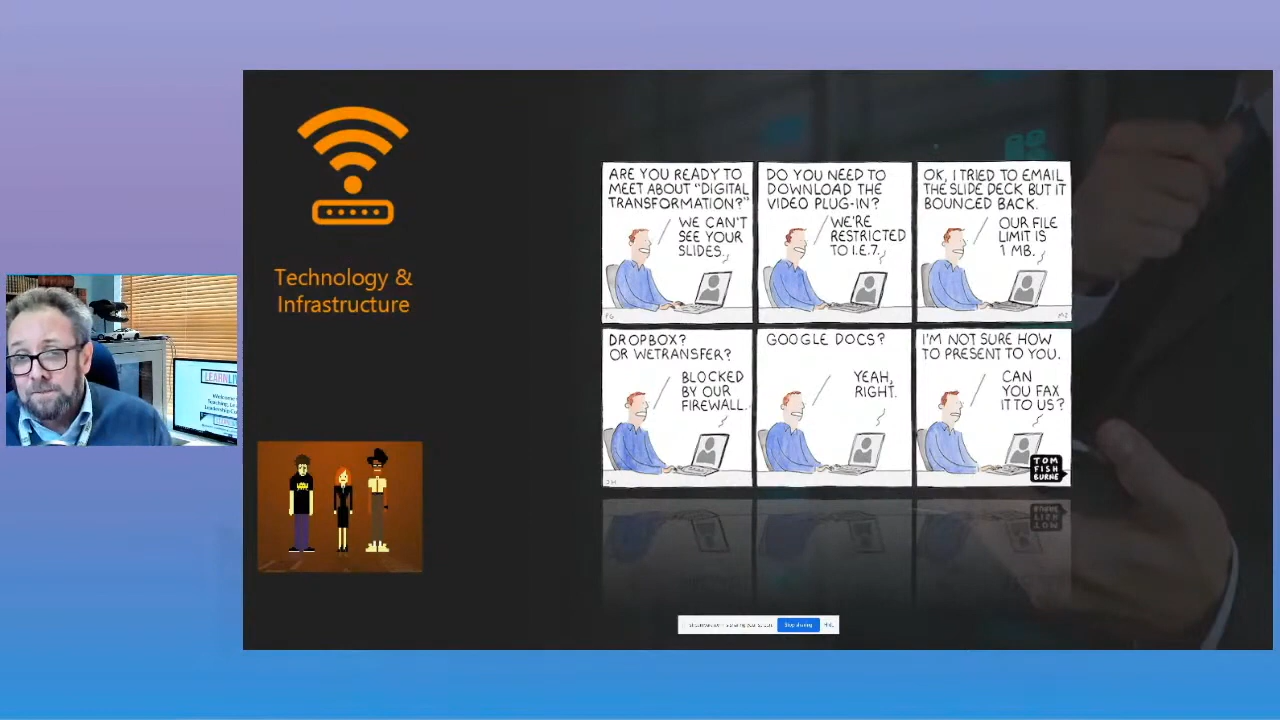 Technology &
Infrastructure
ARE YOU READY TO
MEET ABOUT "DIGITAL
TRANSFORMATION?"
WE CAN'T
SEE YOUR
SLIDES.
DO YOU NEED TO
DOWNLOAD THE
VIDEO PLUG-IN?
WE'RE
RESTRICTED
TO I.E.7.
OK, I TRIED TO EMAIL
THE SLIDE DECK BUT IT
BOUNCED BACK.
OUR FILE
LIMIT IS
1 MB.
DROPBOX?
OR WETRANSFER?
BLOCKED
BY OUR
FIREWALL.
GOOGLE DOCS?
YEAH,
RIGHT.
I'M NOT SURE HOW
TO PRESENT TO YOU.
CAN
YOU FAX
IT TO US?
TOM
FISH
BURNE
Stop sharing
Hide